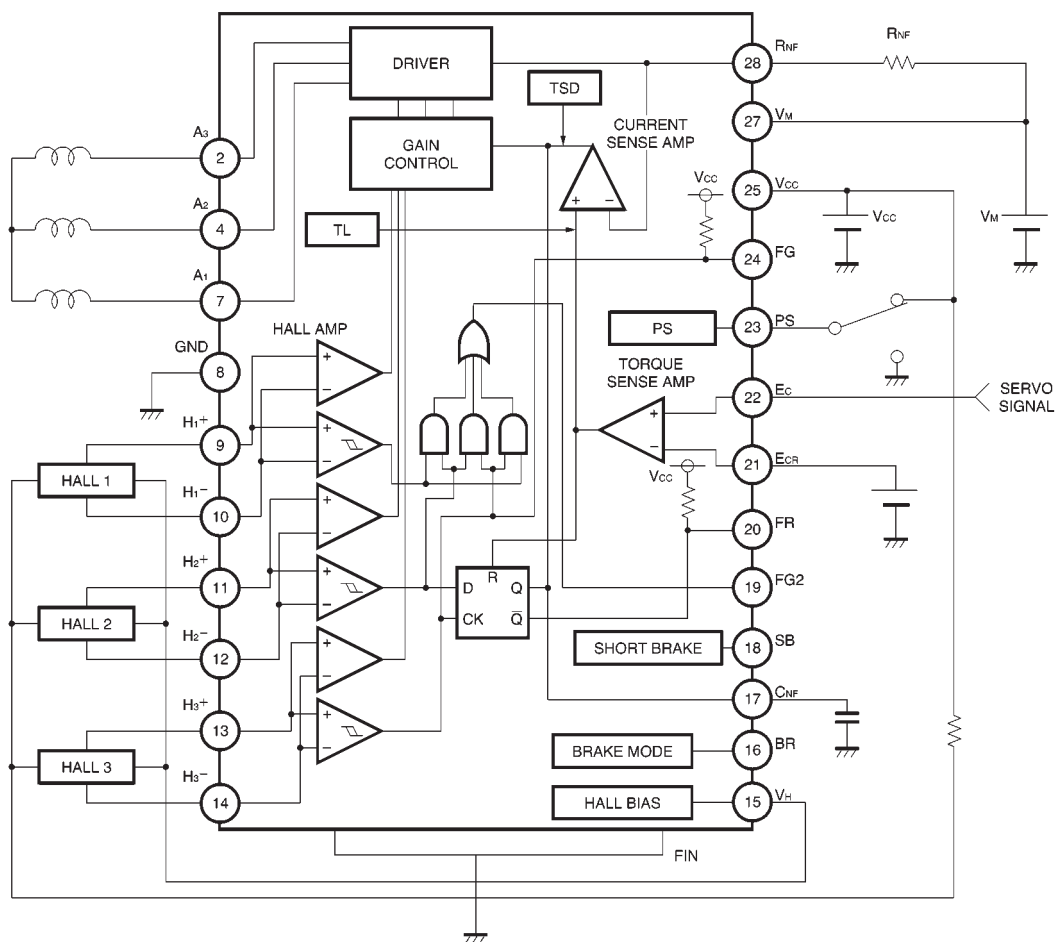 DRIVER
TSD
GAIN
CONTROL
CURRENT
SENSE AMP
TL
RNF
28
RNF
27
VM
VCC
25
VCC
VCC
VM
24
FG
A3
2
A2
4
A1
7
GND
8
HALL AMP
PS
23
PS
TORQUE
SENSE AMP
22
EC
SERVO
SIGNAL
21
ECR
VCC
20
FR
19
FG2
SHORT BRAKE
18
SB
17
CNF
BRAKE MODE
16
BR
HALL BIAS
15
VH
H1+
9
HALL 1
H1−
10
H2+
11
HALL 2
H2−
12
H3+
13
HALL 3
H3−
14
+
−
+
−
+
−
+
−
+
−
+
−
+ −
+
−
R
D Q
CK Q̅
FIN